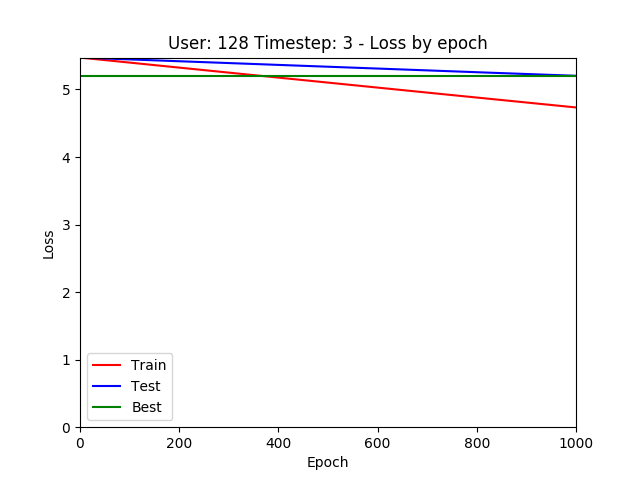 User: 128 Timestep: 3 - Loss by epoch
5
4
3
2
1
0
Loss
Train
Test
Best
0 200 400 600 800 1000
Epoch